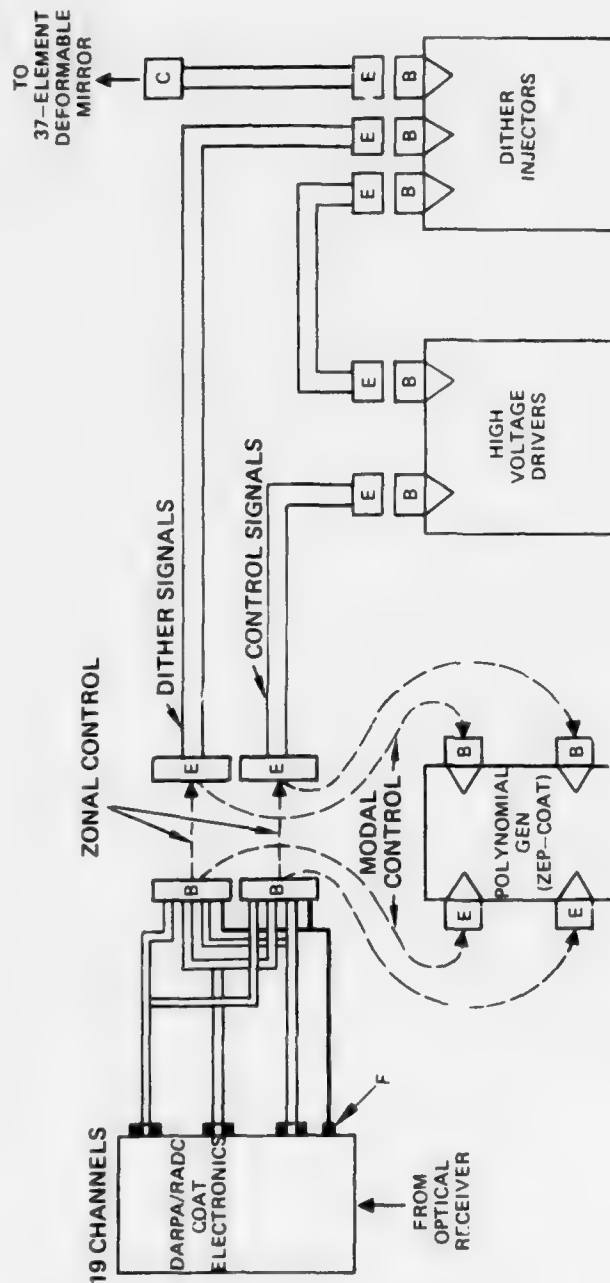 19 CHANNELS
DARPA/RADC
COAT
ELECTRONICS
FROM
OPTICAL
RECEIVER
F
B
B
ZONAL CONTROL
E
E
MODAL
CONTROL
E
E
POLYNOMIAL
GEN
(ZEP-COAT)
B
B
DITHER SIGNALS
CONTROL SIGNALS
E
B
E
B
HIGH
VOLTAGE
DRIVERS
E
B
E
B
E
B
DITHER
INJECTORS
C
TO
37-ELEMENT
DEFORMABLE
MIRROR